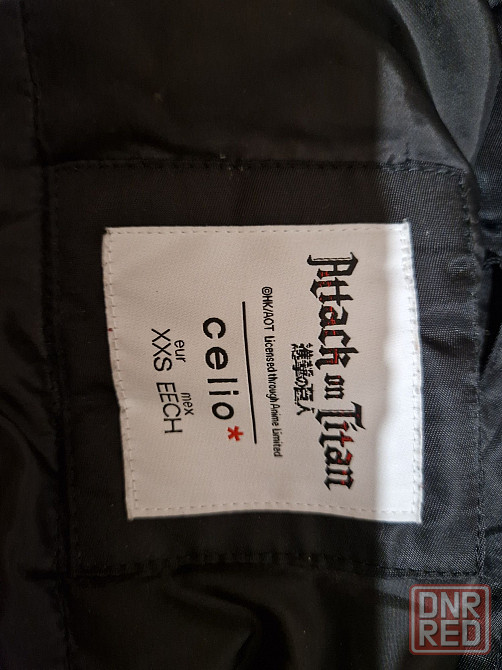 Attack on Titan
進撃の巨人
©HK/AOT Licensed through Anime Limited
celio*
eur mex
XXS EECH
DNR
RED